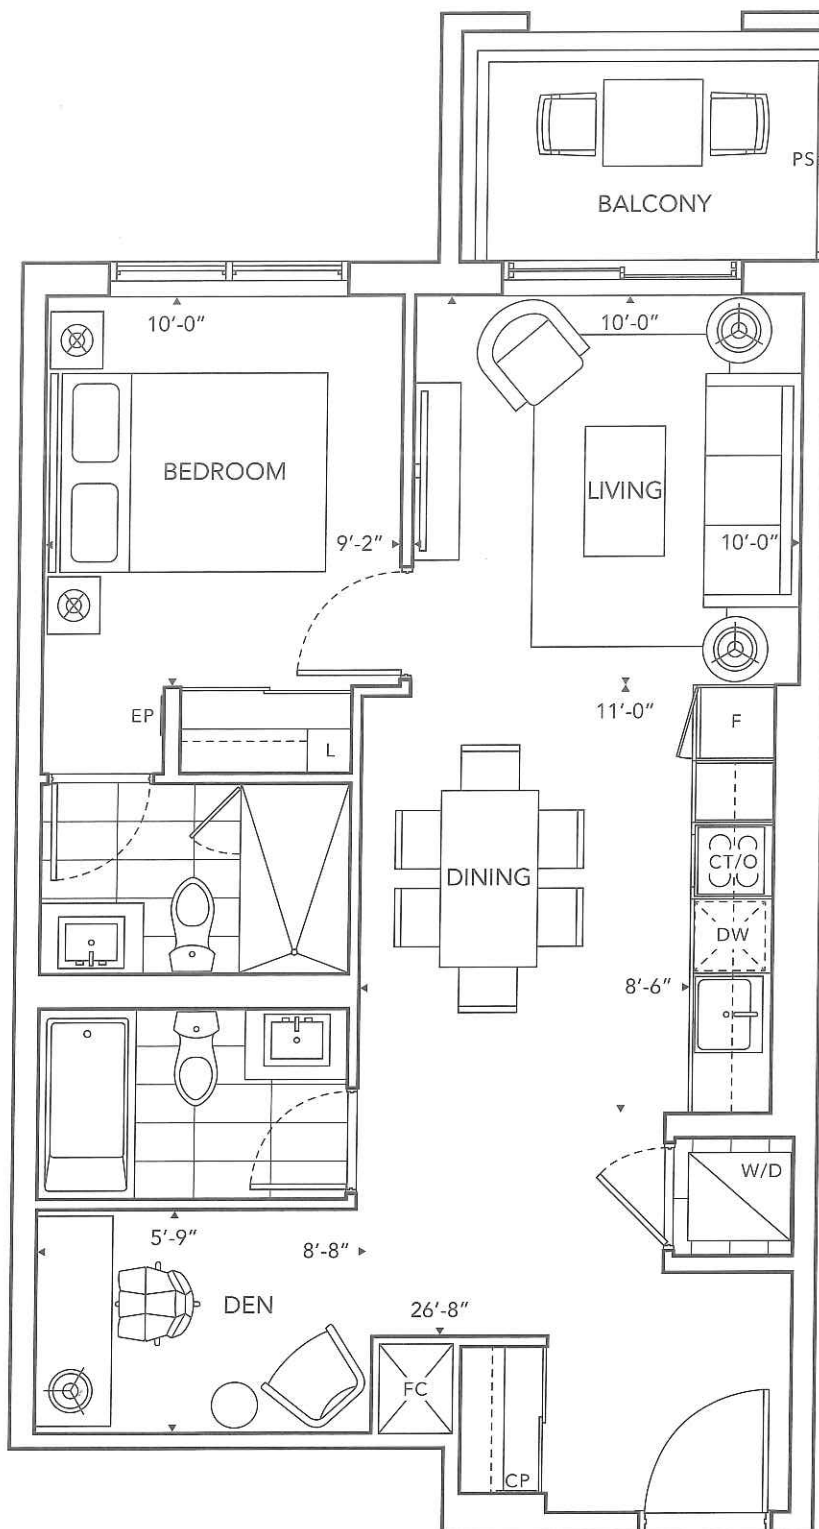 PS
BALCONY
10'-0"
10'-0"
BEDROOM
LIVING
9'-2"
10'-0"
EP
11'-0"
F
L
CT/O
DINING
DW
8'-6"
W/D
5'-9"
8'-8"
DEN
26'-8"
FC
CP